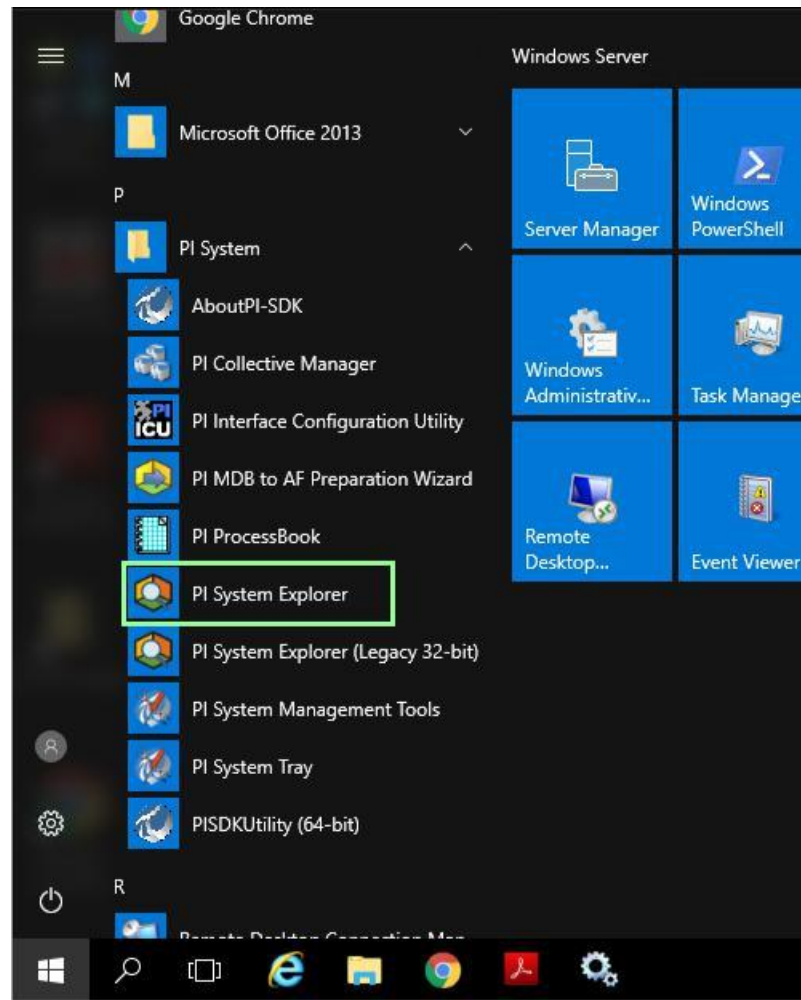 Google Chrome
M
Microsoft Office 2013
P
PI System
AboutPI-SDK
PI Collective Manager
PI
ICU
PI Interface Configuration Utility
PI MDB to AF Preparation Wizard
PI ProcessBook
PI System Explorer
PI System Explorer (Legacy 32-bit)
PI System Management Tools
PI System Tray
PISDKUtility (64-bit)
R
Windows Server
Server Manager
Windows
PowerShell
Windows
Administrativ...
Task Manage
Remote
Desktop...
Event Viewer